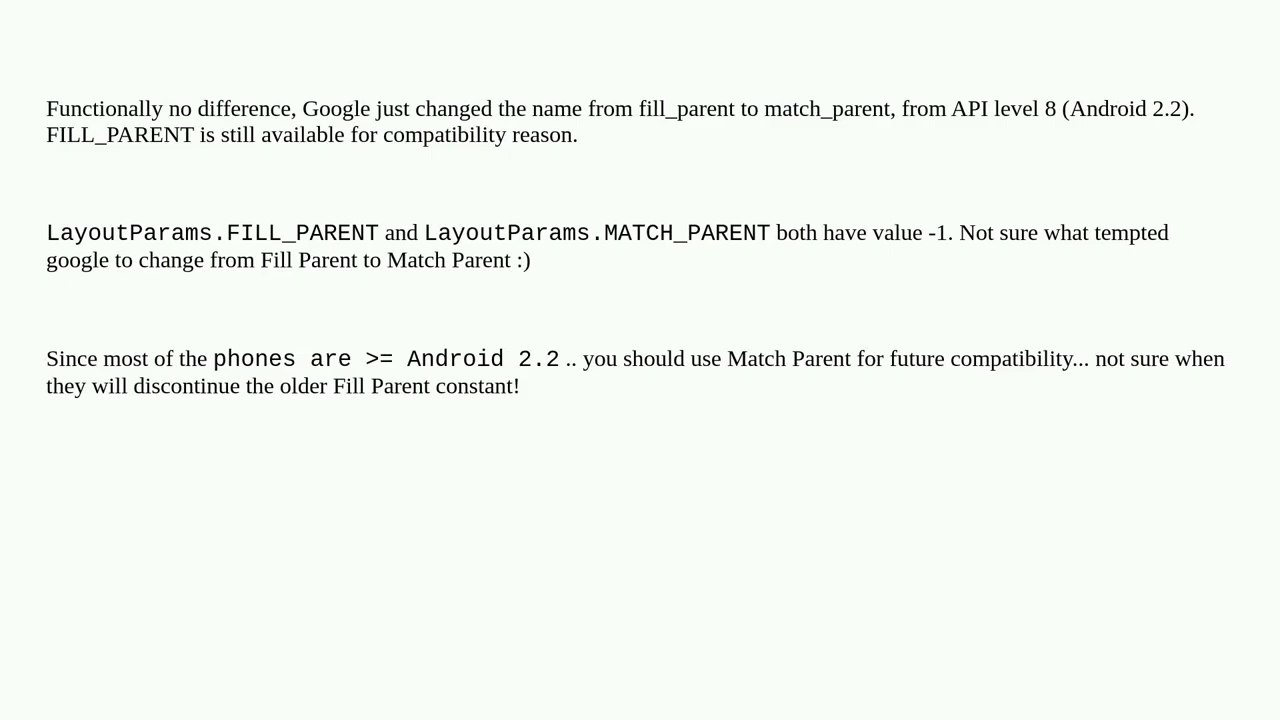 Functionally no difference, Google just changed the name from fill_parent to match_parent, from API level 8 (Android 2.2).
FILL_PARENT is still available for compatibility reason.
LayoutParams.FILL_PARENT and LayoutParams.MATCH_PARENT both have value -1. Not sure what tempted
google to change from Fill Parent to Match Parent :)
Since most of the phones are >= Android 2.2 .. you should use Match Parent for future compatibility... not sure when
they will discontinue the older Fill Parent constant!